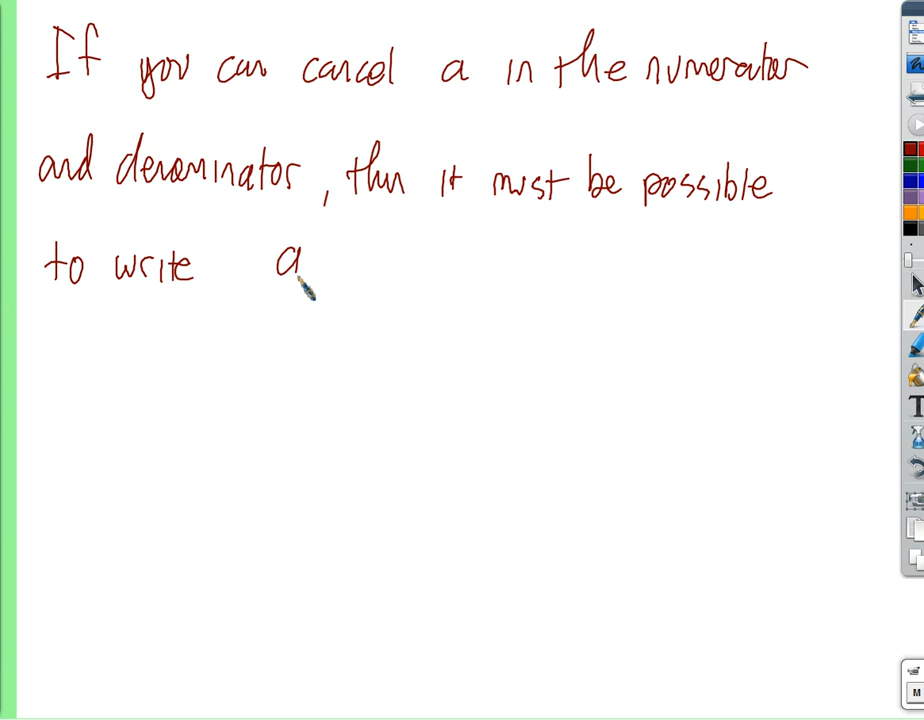 If you can cancel a in the numerator
and denominator, then it must be possible
to write a
T
M